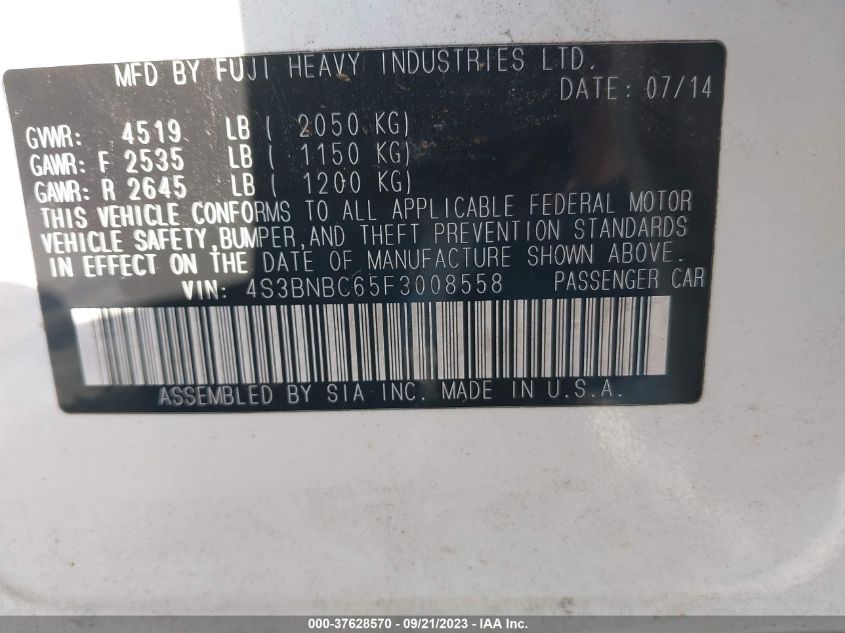 MFD BY FUJI HEAVY INDUSTRIES LTD.
DATE: 07/14
GVWR: 4519 LB ( 2050 KG)
GAWR: F 2535 LB ( 1150 KG)
GAWR: R 2645 LB ( 1200 KG)
THIS VEHICLE CONFORMS TO ALL APPLICABLE FEDERAL MOTOR
VEHICLE SAFETY, BUMPER, AND THEFT PREVENTION STANDARDS
IN EFFECT ON THE DATE OF MANUFACTURE SHOWN ABOVE.
VIN: 4S3BNBC65F3008558 PASSENGER CAR
ASSEMBLED BY SIA INC. MADE IN U.S.A.
000-37628570 - 09/21/2023 - IAA Inc.